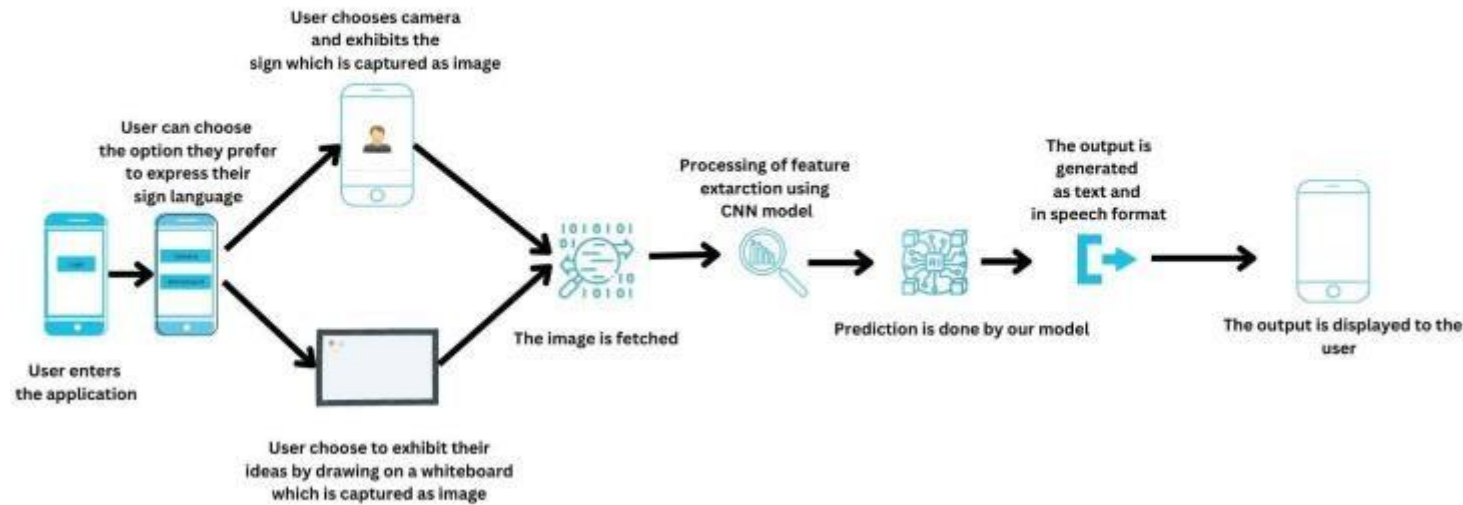 User chooses camera
and exhibits the
sign which is captured as image
User can choose
the option they prefer
to express their
sign language
User enters
the application
User choose to exhibit their
ideas by drawing on a whiteboard
which is captured as image
1010101
01
10
10101
The image is fetched
Processing of feature
extarction using
CNN model
AI
Prediction is done by our model
The output is
generated
as text and
in speech format
The output is displayed to the
user